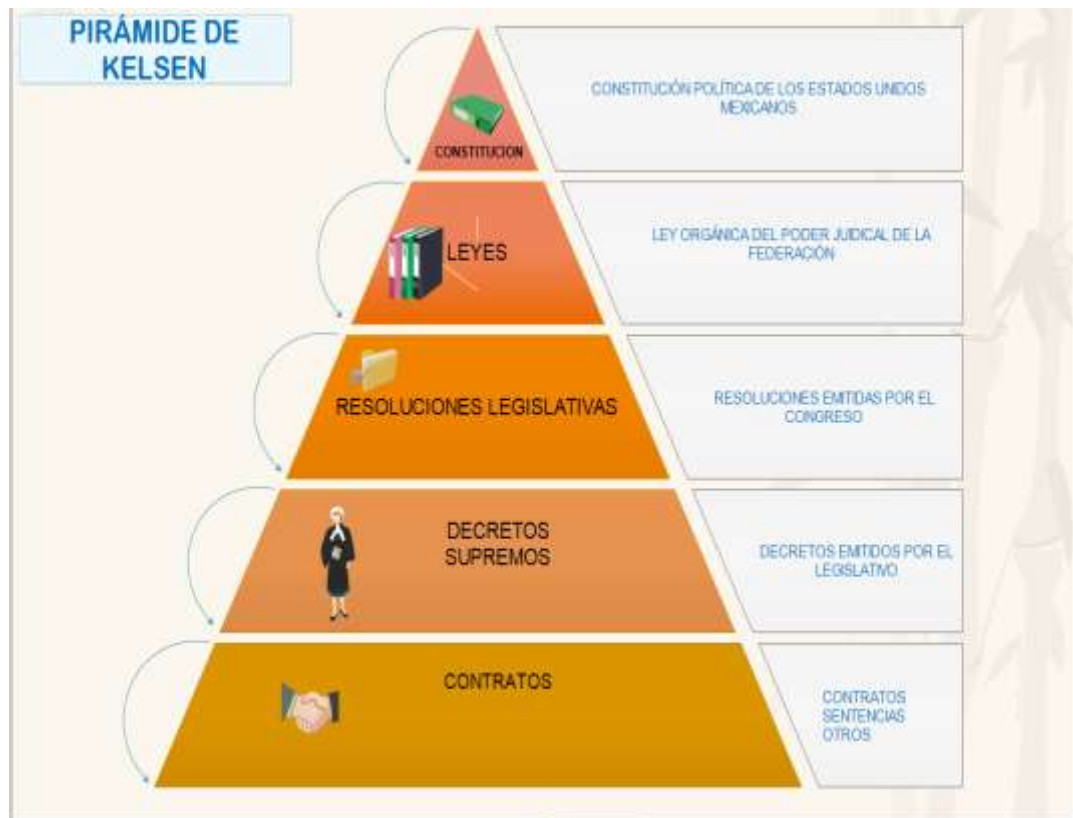 PIRÁMIDE DE
KELSEN
CONSTITUCION
CONSTITUCIÓN POLÍTICA DE LOS ESTADOS UNIDOS
MEXICANOS
LEYES
LEY ORGÁNICA DEL PODER JUIDICAL DE LA
FEDERACIÓN
RESOLUCIONES LEGISLATIVAS
RESOLUCIONES EMITIDAS POR EL
CONGRESO
DECRETOS
SUPREMOS
DECRETOS EMITIDOS POR EL
LEGISLATIVO
CONTRATOS
CONTRATOS
SENTENCIAS
OTROS